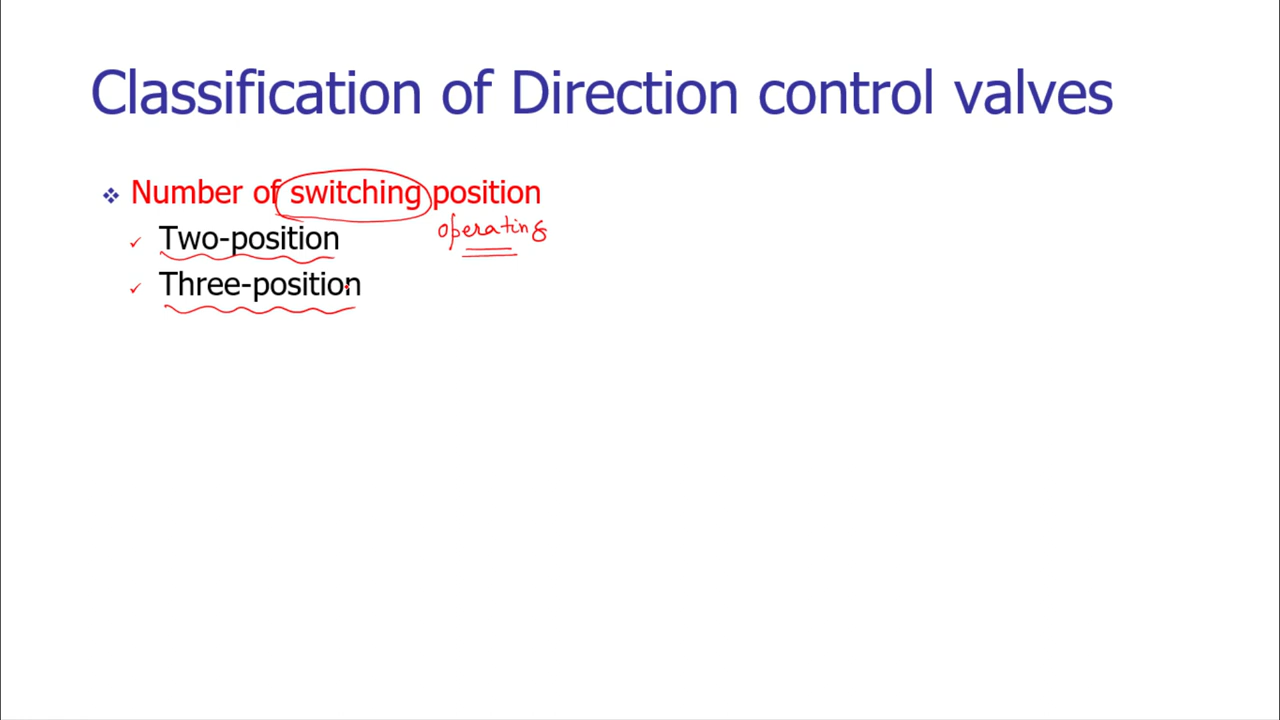 Classification of Direction control valves
Number of switching position
operating
Two-position
Three-position